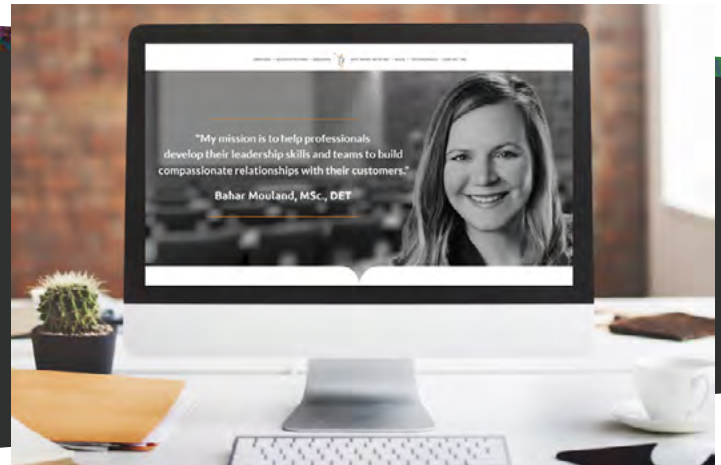 "My mission is to help professionals
develop their leadership skills and teams to build
compassionate relationships with their customers."
Bahar Mouland, MSc., DET